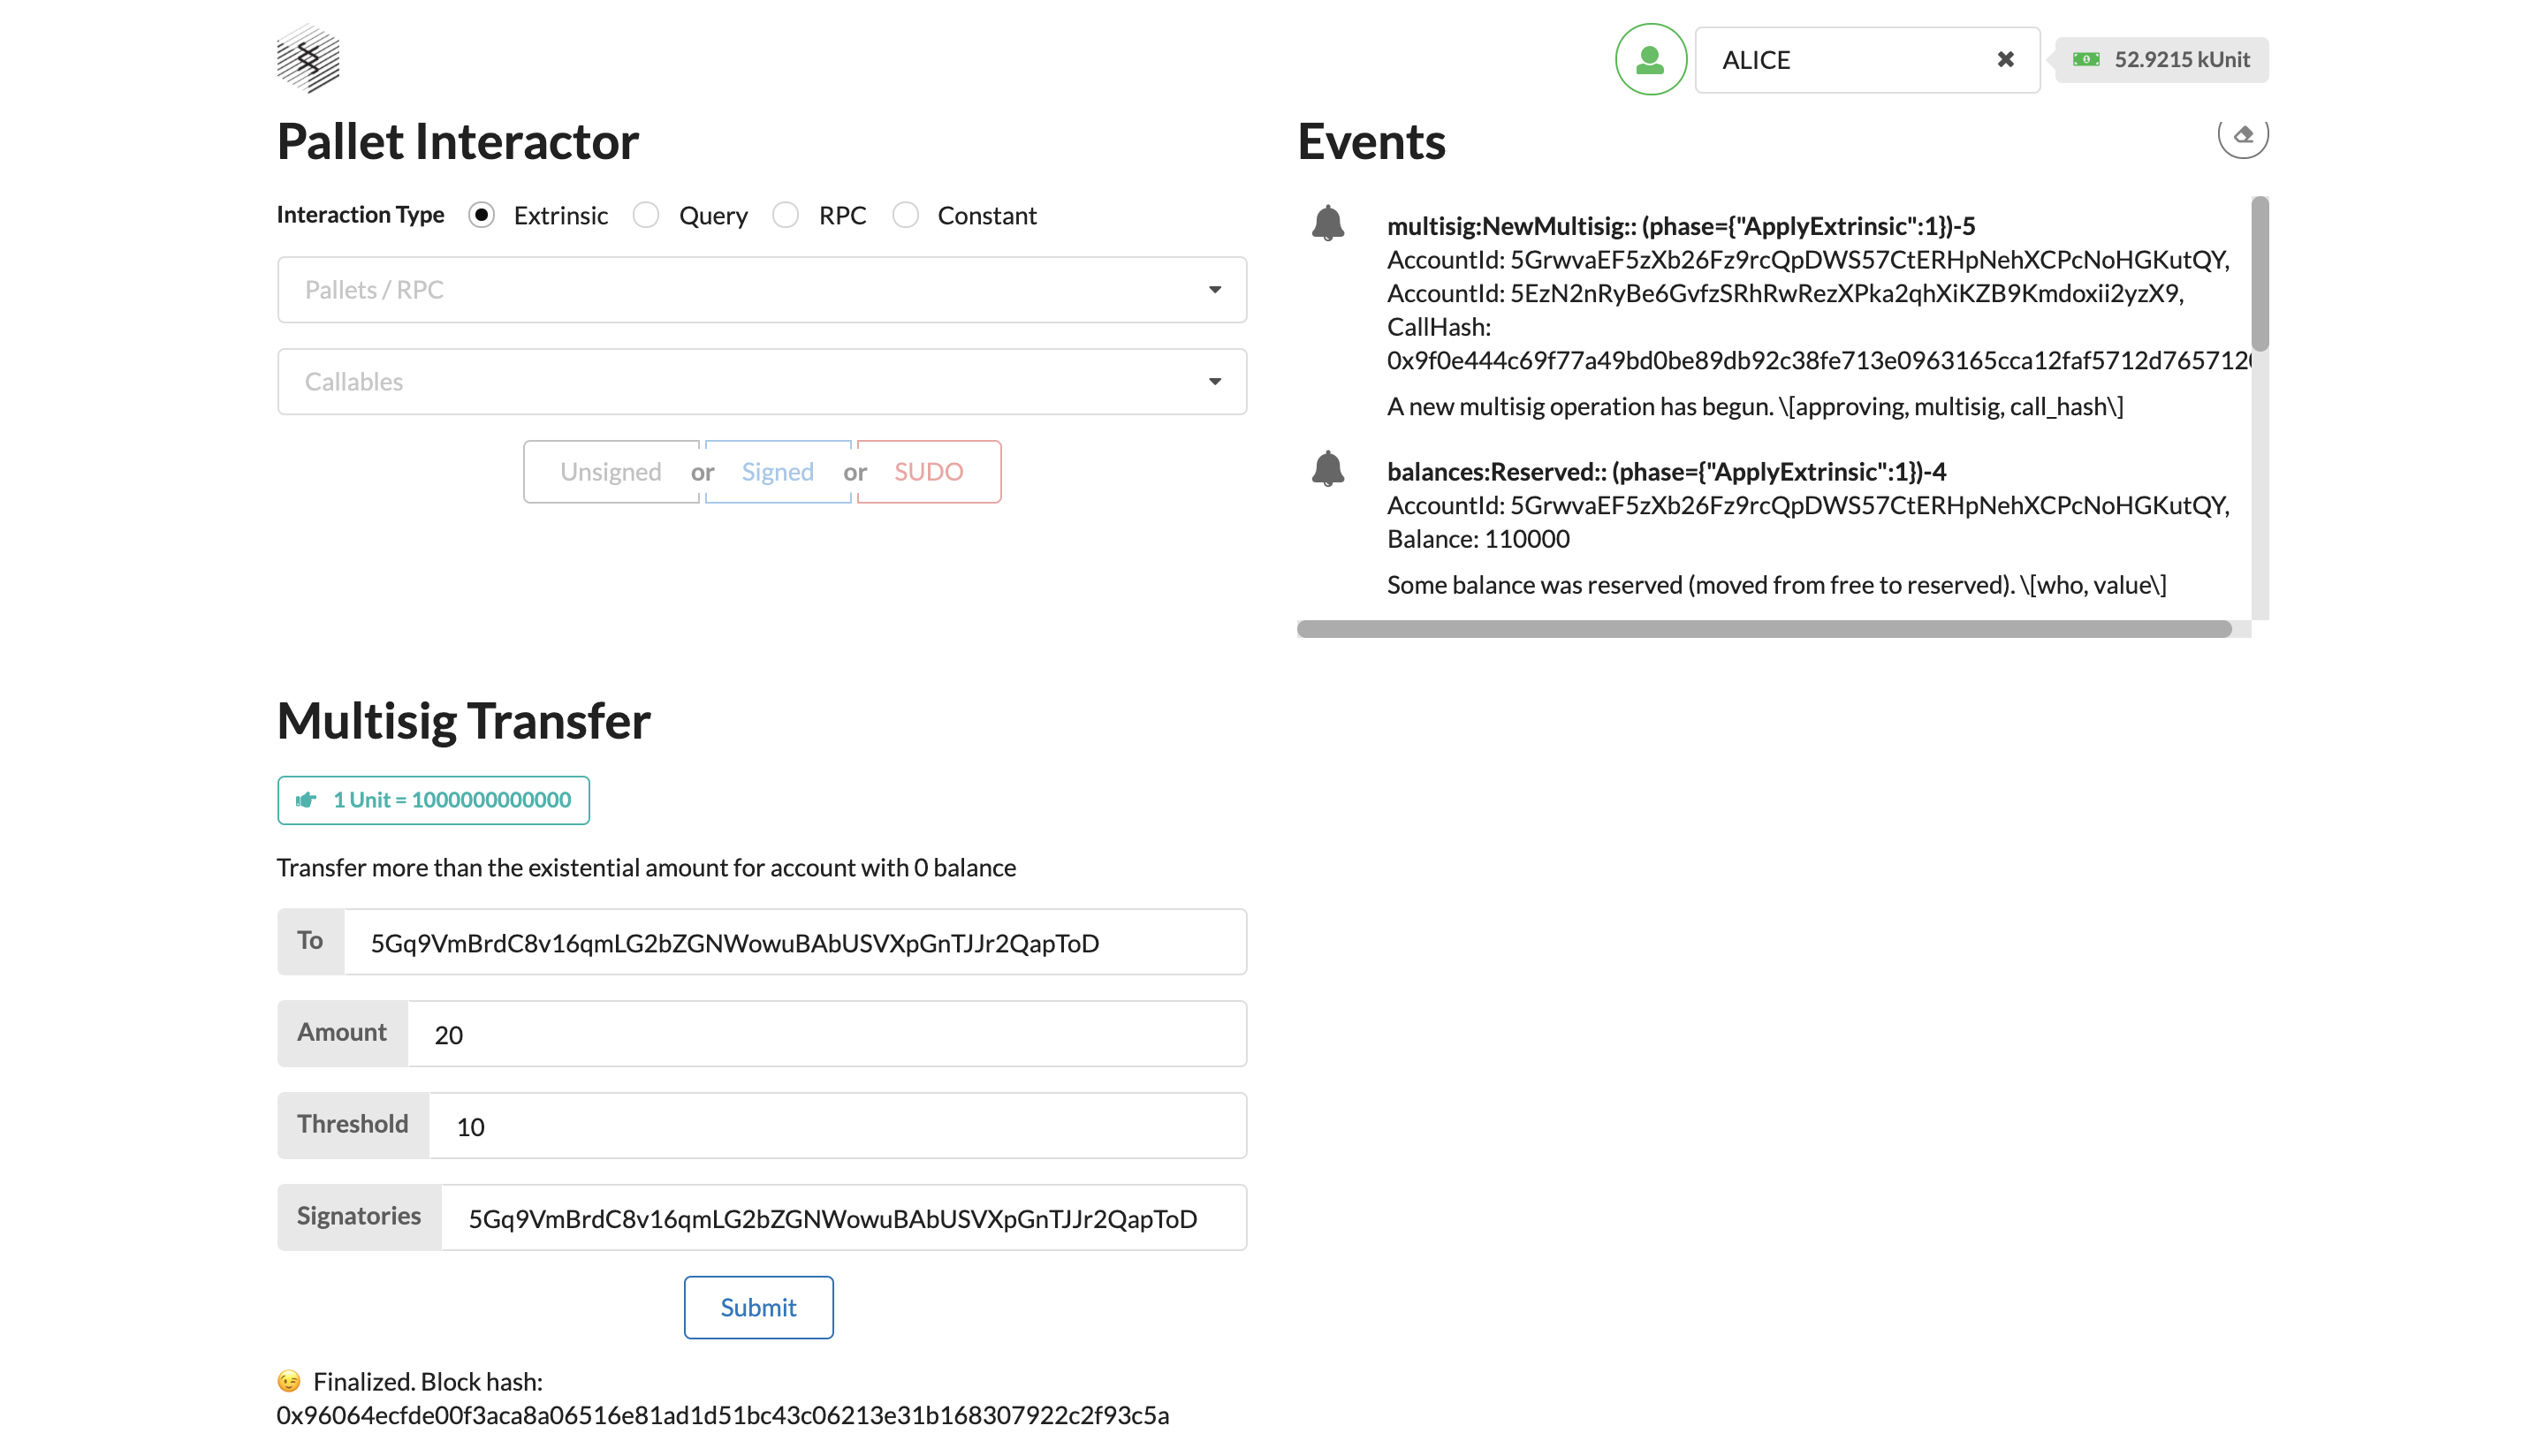 ALICE
52.9215 kUnit
Pallet Interactor
Interaction Type Extrinsic Query RPC Constant
Pallets / RPC
Callables
Unsigned or Signed or SUDO
Events
multisig:NewMultisig:: (phase={"ApplyExtrinsic":1})-5
AccountId: 5GrwvaEF5zXb26Fz9rcQpDWS57CtERHpNehXCPcNoHGKutQY,
AccountId: 5EzN2nRyBe6GvfzSRhRwRezXPka2qhXiKZB9Kmdoxii2yzX9,
CallHash:
0x9f0e444c69f77a49bd0be89db92c38fe713e0963165cca12faf5712d765712
A new multisig operation has begun. \[approving, multisig, call_hash\]
balances:Reserved:: (phase={"ApplyExtrinsic":1})-4
AccountId: 5GrwvaEF5zXb26Fz9rcQpDWS57CtERHpNehXCPcNoHGKutQY,
Balance: 110000
Some balance was reserved (moved from free to reserved). \[who, value\]
Multisig Transfer
1 Unit = 1000000000000
Transfer more than the existential amount for account with 0 balance
To 5Gq9VmBrdC8v16qmLG2bZGNWowuBAbUSVXpGnTJJr2QapToD
Amount 20
Threshold 10
Signatories 5Gq9VmBrdC8v16qmLG2bZGNWowuBAbUSVXpGnTJJr2QapToD
Submit
😉 Finalized. Block hash:
0x96064ecfde00f3aca8a06516e81ad1d51bc43c06213e31b168307922c2f93c5a